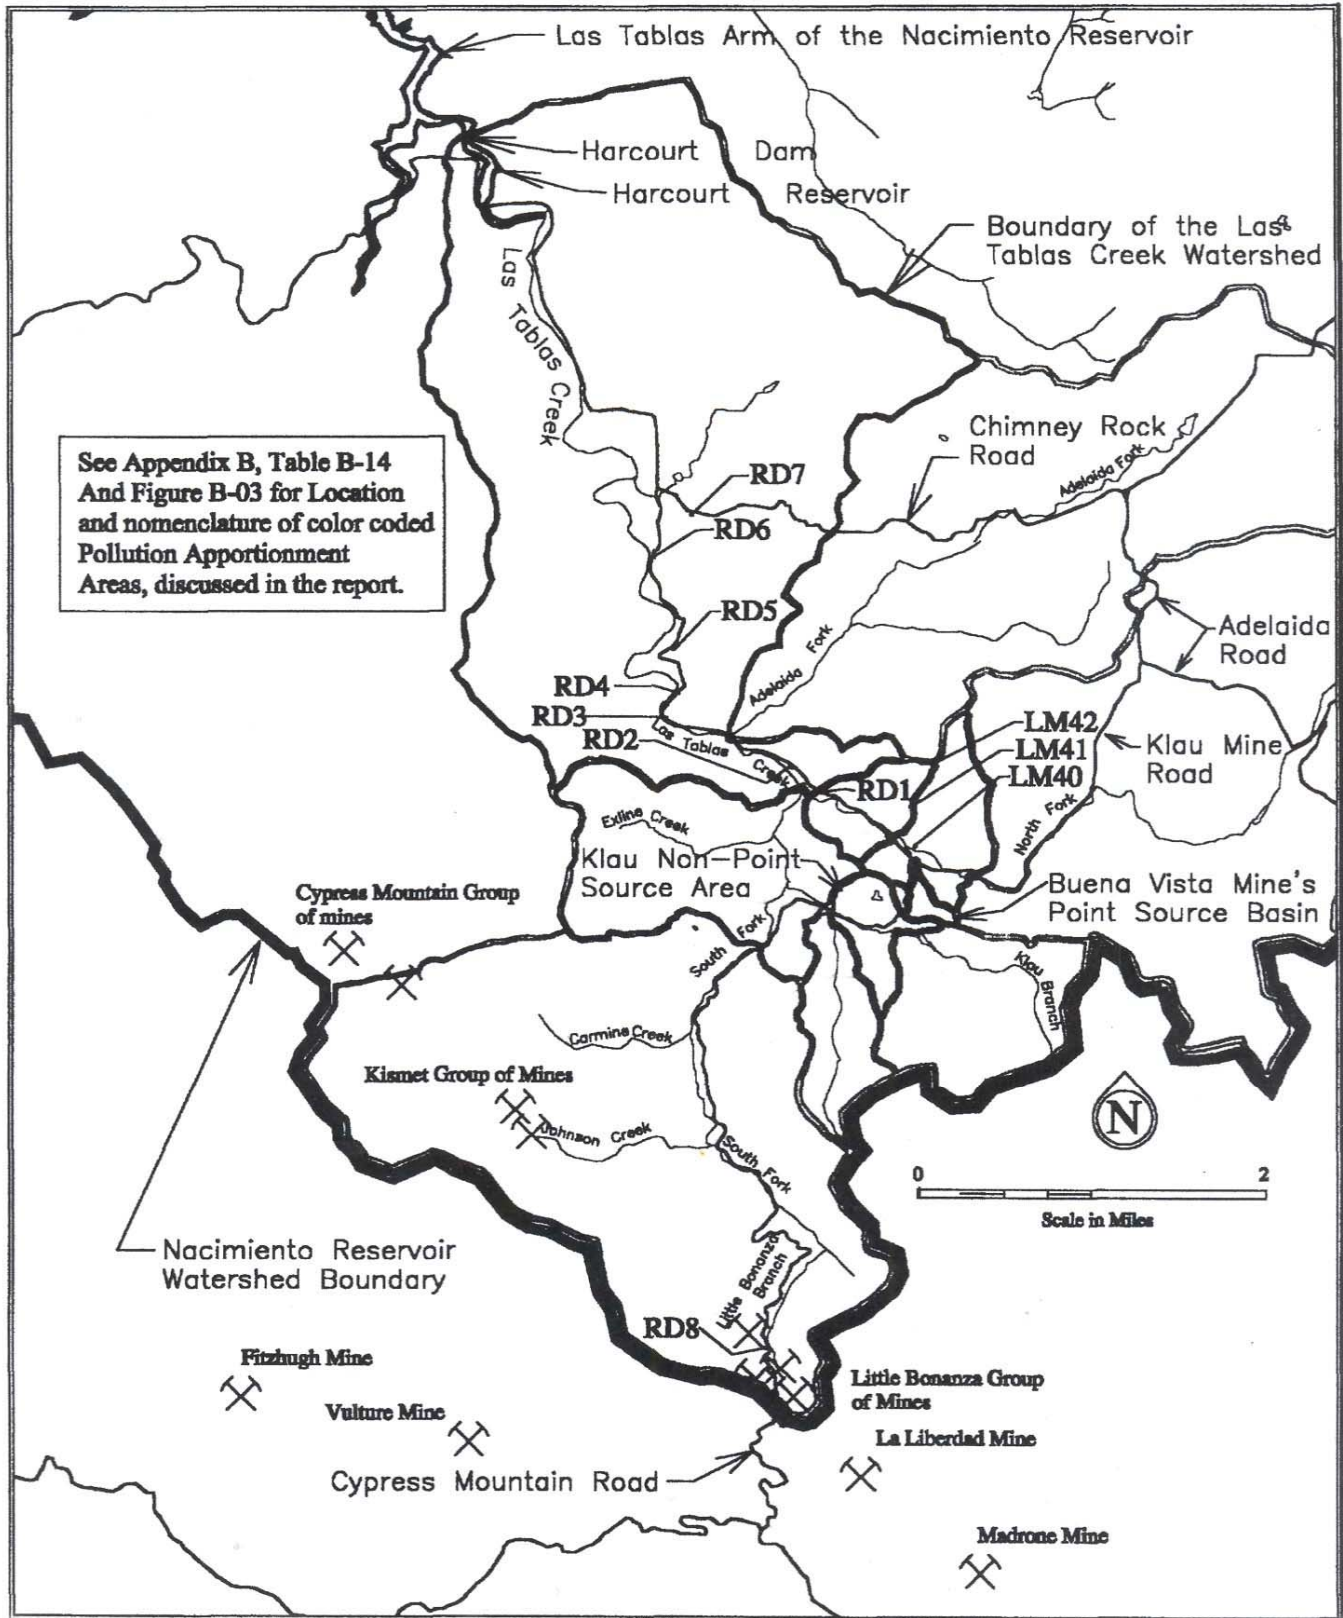 Las Tablas Arm of the Nacimiento Reservoir
Harcourt Dam
Harcourt Reservoir
Boundary of the Las
Tablas Creek Watershed
Las Tablas Creek
See Appendix B, Table B-14
And Figure B-03 for Location
and nomenclature of color coded
Pollution Apportionment
Areas, discussed in the report.
Chimney Rock
Road
Adelaida Fork
RD7
RD6
RD5
Adelaida
Road
Adelaida Fork
RD4
RD3
RD2
Las Tablas Creek
LM42
LM41
LM40
Klau Mine
Road
RD1
North Fork
Exline Creek
Klau Non-Point
Source Area
Buena Vista Mine's
Point Source Basin
Cypress Mountain Group
of mines
South Fork
Klau Branch
Carmine Creek
Kismet Group of Mines
Johnson Creek
South Fork
N
0 2
Scale in Miles
Nacimiento Reservoir
Watershed Boundary
Little Bonanza
Branch
RD8
Fitzhugh Mine
Little Bonanza Group
of Mines
Vulture Mine
La Liberdad Mine
Cypress Mountain Road
Madrone Mine